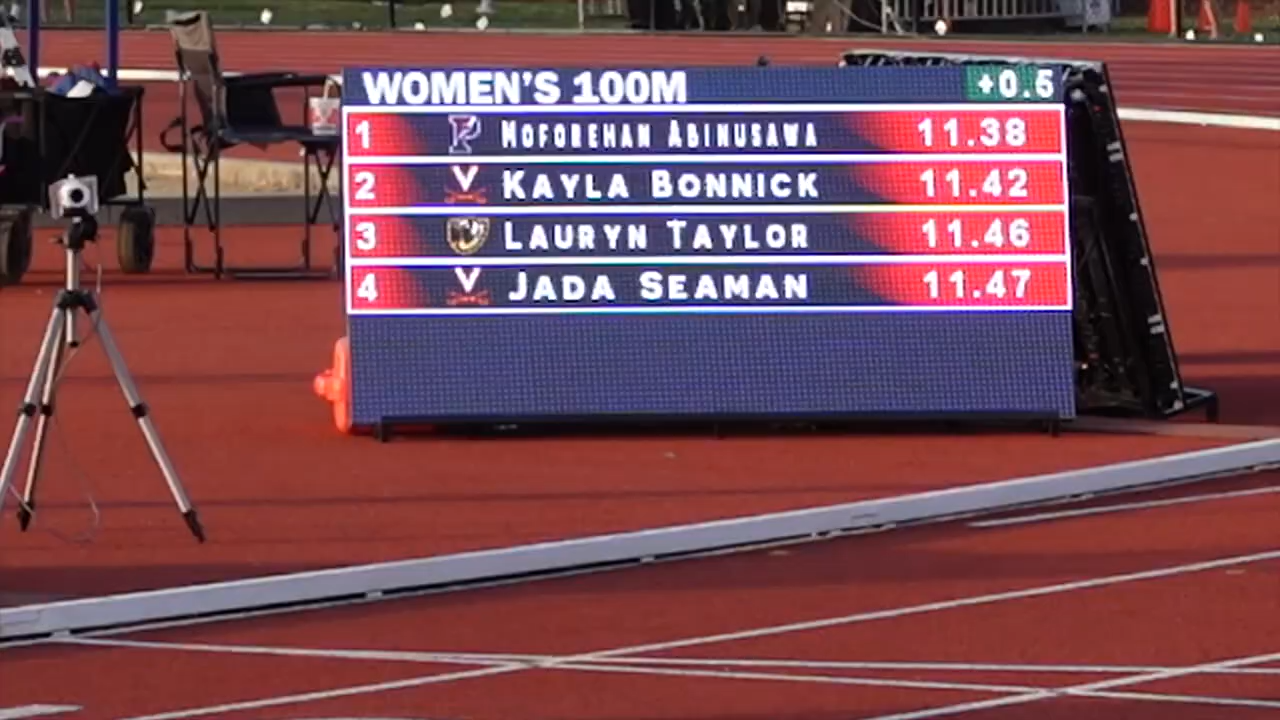 WOMEN'S 100M +0.5
1 MOFOREHAN ABINUSAWA 11.38
2 KAYLA BONNICK 11.42
3 LAURYN TAYLOR 11.46
4 JADA SEAMAN 11.47